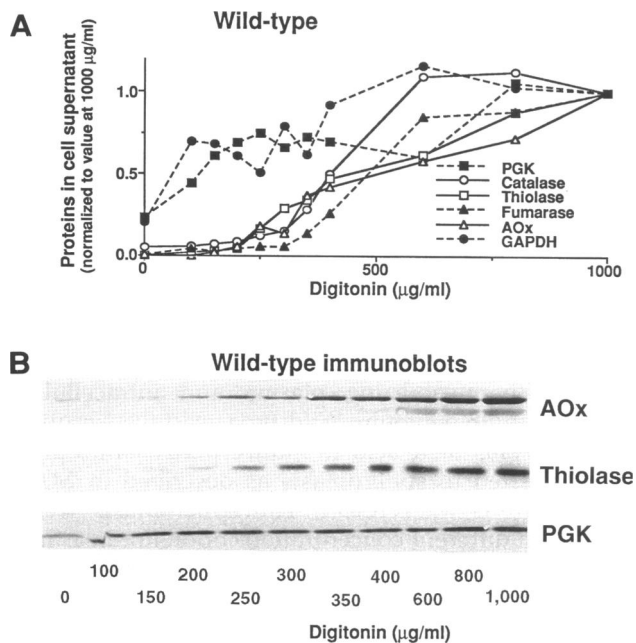 A
Wild-type
Proteins in cell supernatant
(normalized to value at 1000 µg/ml)
1.0
0.5
0.0
0
500
1000
Digitonin (µg/ml)
PGK
Catalase
Thiolase
Fumarase
AOx
GAPDH
B
Wild-type immunoblots
AOx
Thiolase
PGK
100 200 300 400 800
0 150 250 350 600 1,000
Digitonin (µg/ml)